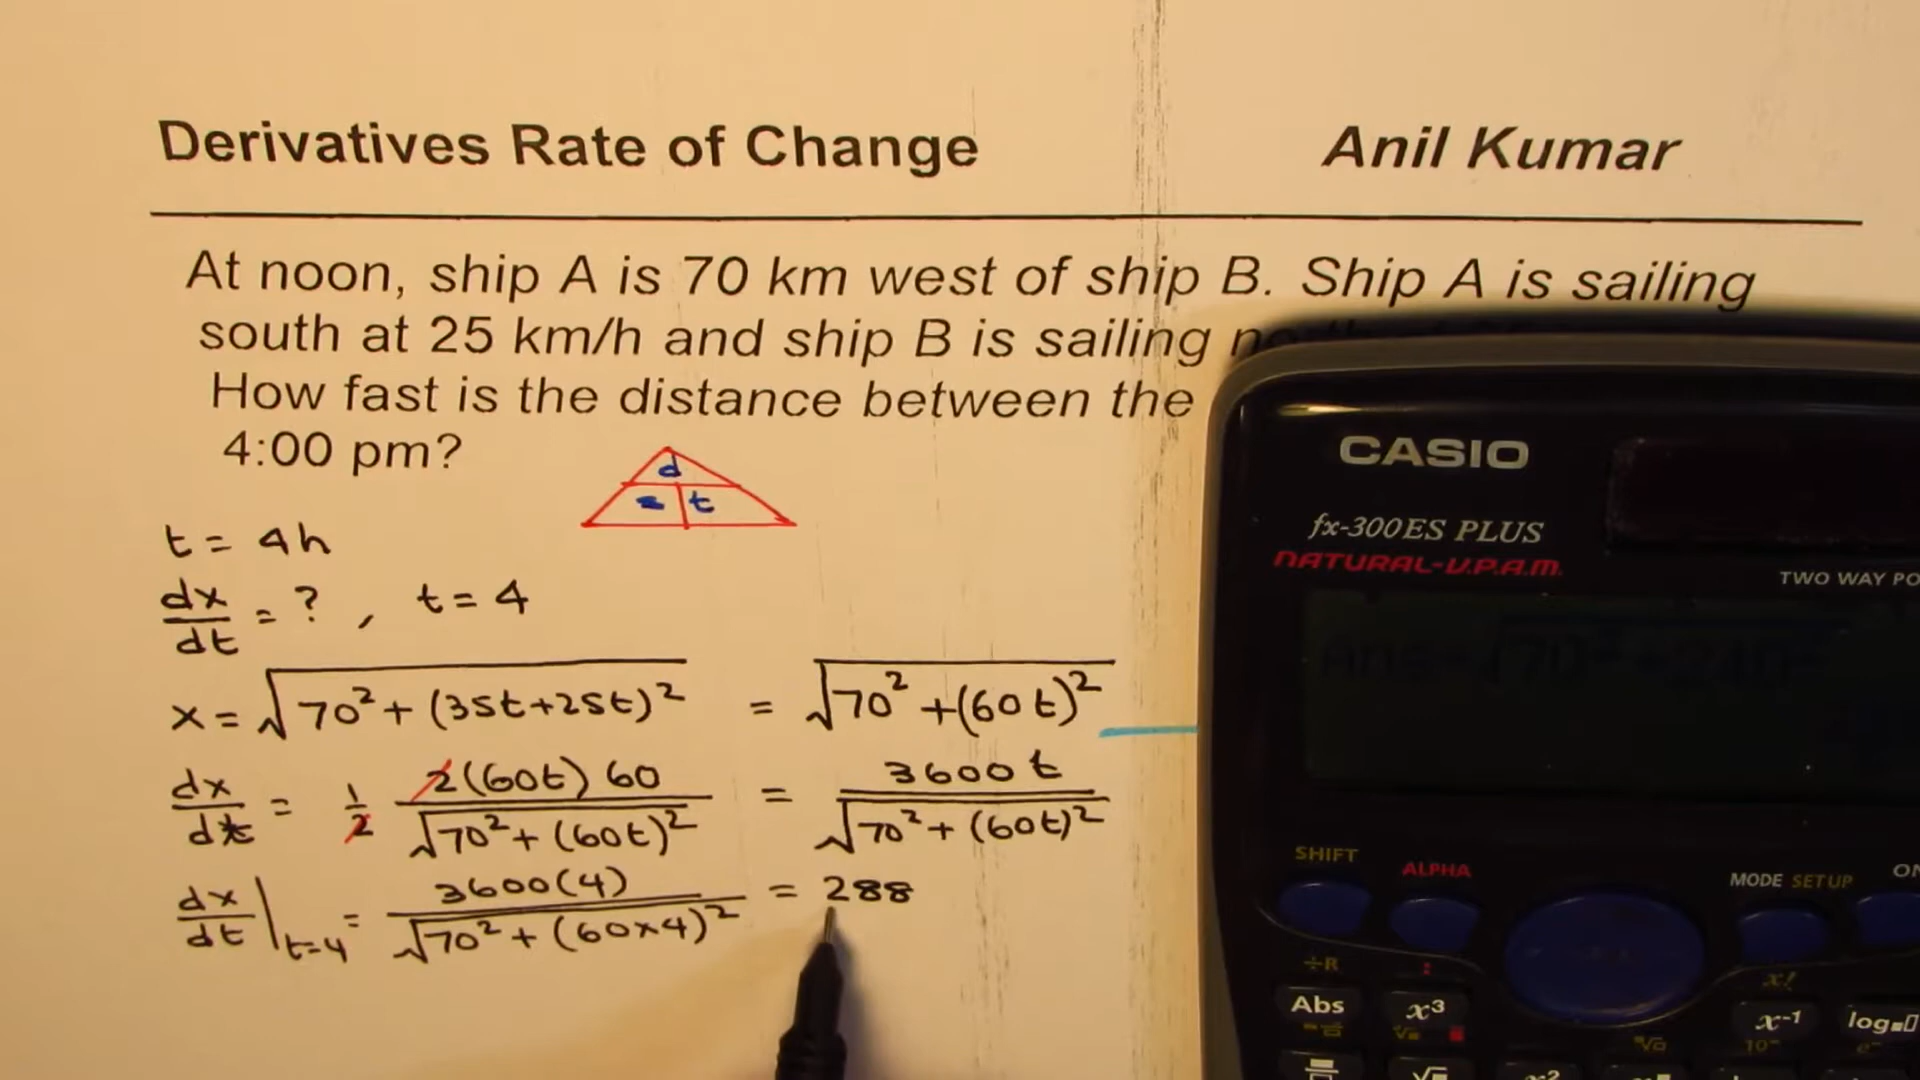 Derivatives Rate of Change Anil Kumar
At noon, ship A is 70 km west of ship B. Ship A is sailing
south at 25 km/h and ship B is sailing
How fast is the distance between the
4:00 pm?
d
t
t = 4h
dx/dt = ? , t = 4
x = √(70² + (35t+25t)²) = √(70² + (60t)²)
dx/dt = 1/2 2(60t) 60 / √(70² + (60t)²) = 3600t / √(70² + (60t)²)
dx/dt |t=4 = 3600(4) / √(70² + (60×4)²) = 288
CASIO
fx-300ES PLUS
NATURAL-V.P.A.M.
TWO WAY PO
SHIFT
ALPHA
MODE SETUP
ON
÷R
:
x!
Abs
x³
x⁻¹
log